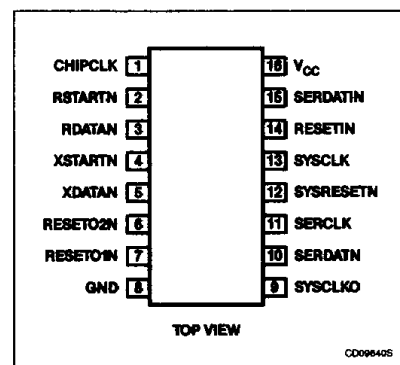 CHIPCLK 1 16 VCC
RSTARTN 2 15 SERDATIN
RDATAN 3 14 RESETIN
XSTARTN 4 13 SYSCLK
XDATAN 5 12 SYSRESETN
RESETO2N 6 11 SERCLK
RESETO1N 7 10 SERDATN
GND 8 9 SYSCLKO
TOP VIEW
CD09640S